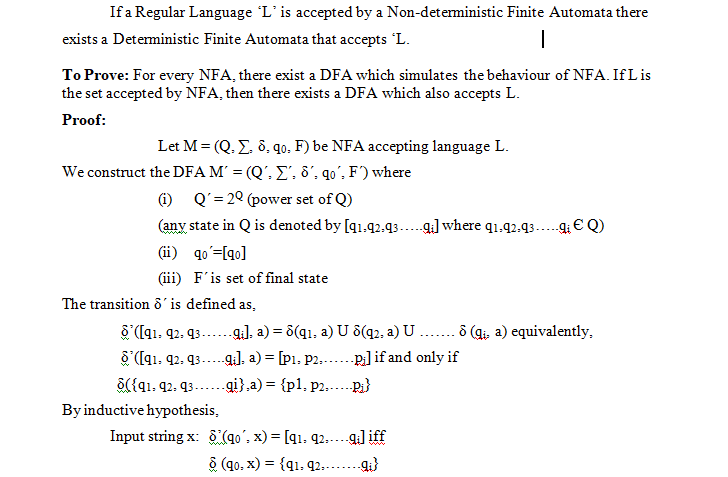 If a Regular Language ‘L’ is accepted by a Non-deterministic Finite Automata there
exists a Deterministic Finite Automata that accepts ‘L.
To Prove: For every NFA, there exist a DFA which simulates the behaviour of NFA. If L is
the set accepted by NFA, then there exists a DFA which also accepts L.
Proof:
Let M = (Q, ∑, δ, q0, F) be NFA accepting language L.
We construct the DFA M´ = (Q´, ∑´, δ´, q0´, F´) where
(i) Q´ = 2^Q (power set of Q)
(any state in Q is denoted by [q1,q2,q3…..qi] where q1,q2,q3…..qi Є Q)
(ii) q0´=[q0]
(iii) F´is set of final state
The transition δ´ is defined as,
δ’([q1, q2, q3……qi], a) = δ(q1, a) U δ(q2, a) U ……. δ (qi, a) equivalently,
δ’([q1, q2, q3…..qi], a) = [p1, p2,……pi] if and only if
δ({q1, q2, q3……qi},a) = {p1, p2,…..pi}
By inductive hypothesis,
Input string x: δ’(q0´, x) = [q1, q2,….qi] iff
δ (q0, x) = {q1, q2,…….qi}